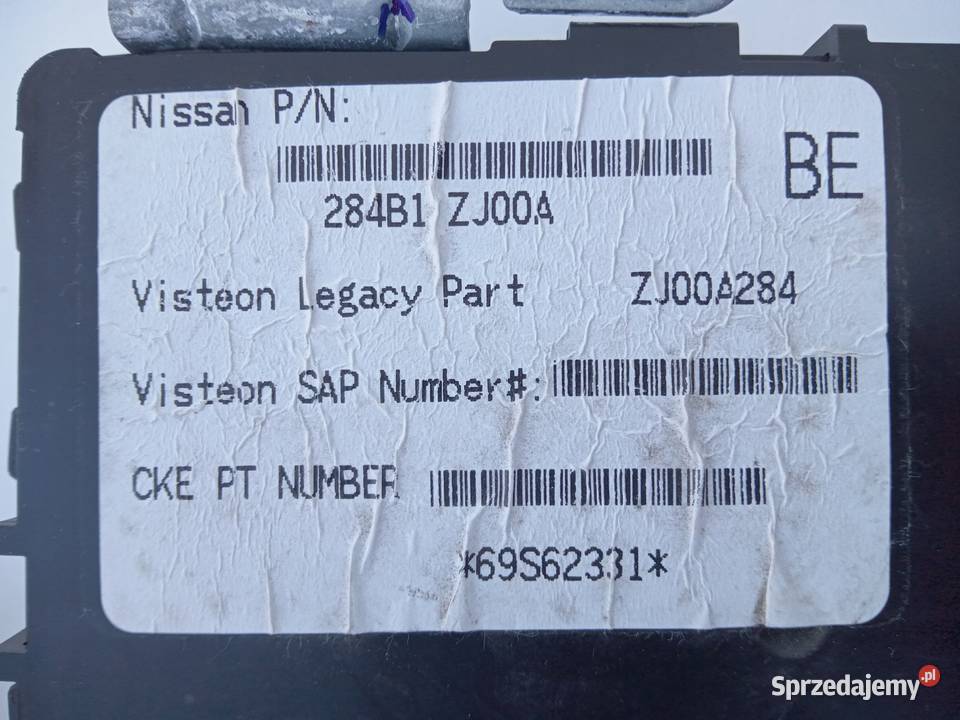 Nissan P/N:
BE
284B1 ZJ00A
Visteon Legacy Part ZJ00A284
Visteon SAP Number#:
CKE PT NUMBER
*69S62331*
Sprzedajemy.pl